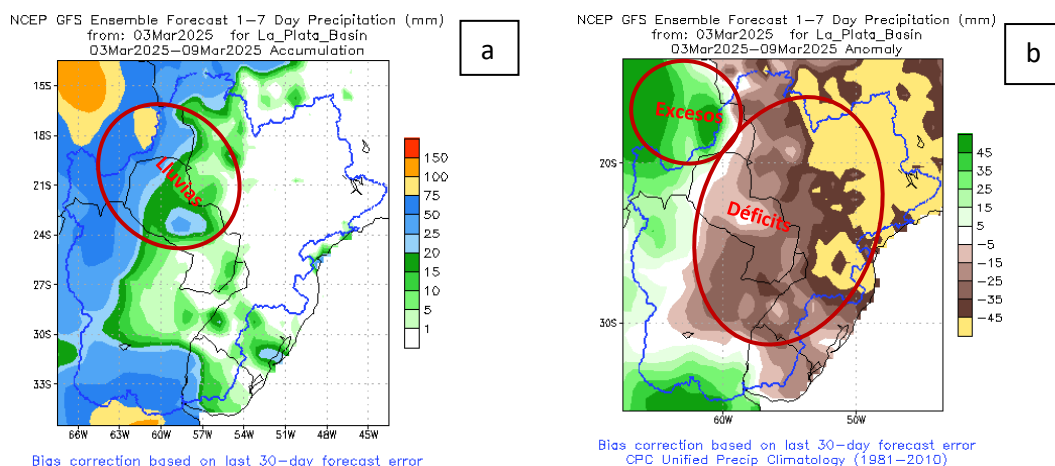 NCEP GFS Ensemble Forecast 1-7 Day Precipitation (mm)
from: 03Mar2025 for La_Plata_Basin
03Mar2025-09Mar2025 Accumulation
a
15S
18S
21S
24S
27S
30S
33S
66W
63W
60W
57W
54W
51W
48W
45W
Lluvias
150
100
75
50
25
20
15
10
5
1
Bias correction based on last 30-day forecast error
NCEP GFS Ensemble Forecast 1-7 Day Precipitation (mm)
from: 03Mar2025 for La_Plata_Basin
03Mar2025-09Mar2025 Anomaly
b
Excesos
Déficits
20S
30S
60W
50W
45
35
25
15
5
-5
-15
-25
-35
-45
Bias correction based on last 30-day forecast error
CPC Unified Precip Climatology (1981-2010)